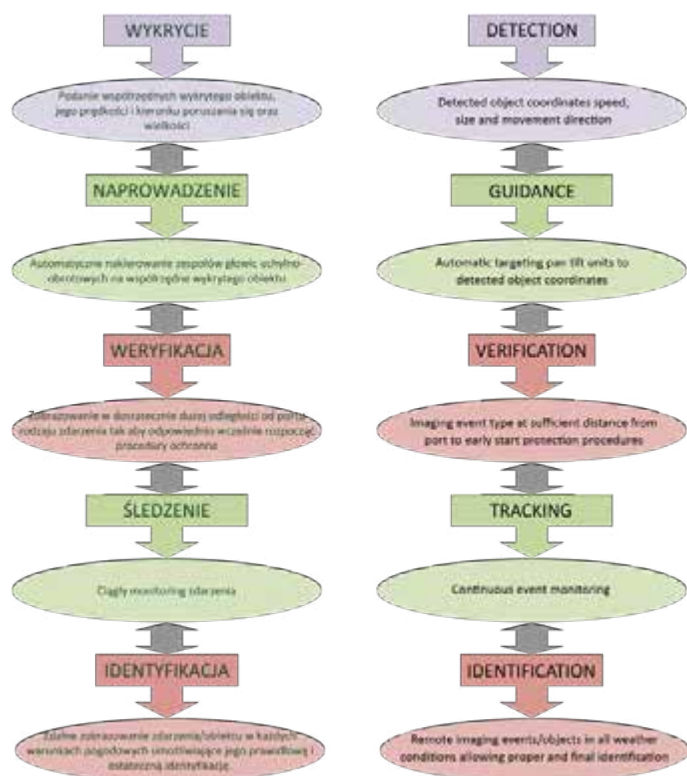 WYKRYCIE
Podanie współrzędnych wykrytego obiektu,
jego prędkości i kierunku poruszania się oraz
wielkości
NAPROWADZENIE
Automatyczne nakierowanie zespołów głowic uchylno-
obrotowych na współrzędne wykrytego obiektu
WERYFIKACJA
Zobrazowanie w dostatecznie dużej odległości od portu
rodzaju zdarzenia tak aby odpowiednio wcześnie rozpocząć
procedury ochronne
ŚLEDZENIE
Ciągły monitoring zdarzenia
IDENTYFIKACJA
Zdalne zobrazowanie zdarzenia/obiektu w każdych
warunkach pogodowych umożliwiające jego prawidłową i
ostateczną identyfikację.
DETECTION
Detected object coordinates speed,
size and movement direction
GUIDANCE
Automatic targeting pan tilt units to
detected object coordinates
VERIFICATION
Imaging event type at sufficient distance from
port to early start protection procedures
TRACKING
Continuous event monitoring
IDENTIFICATION
Remote imaging events/objects in all weather
conditions allowing proper and final identification